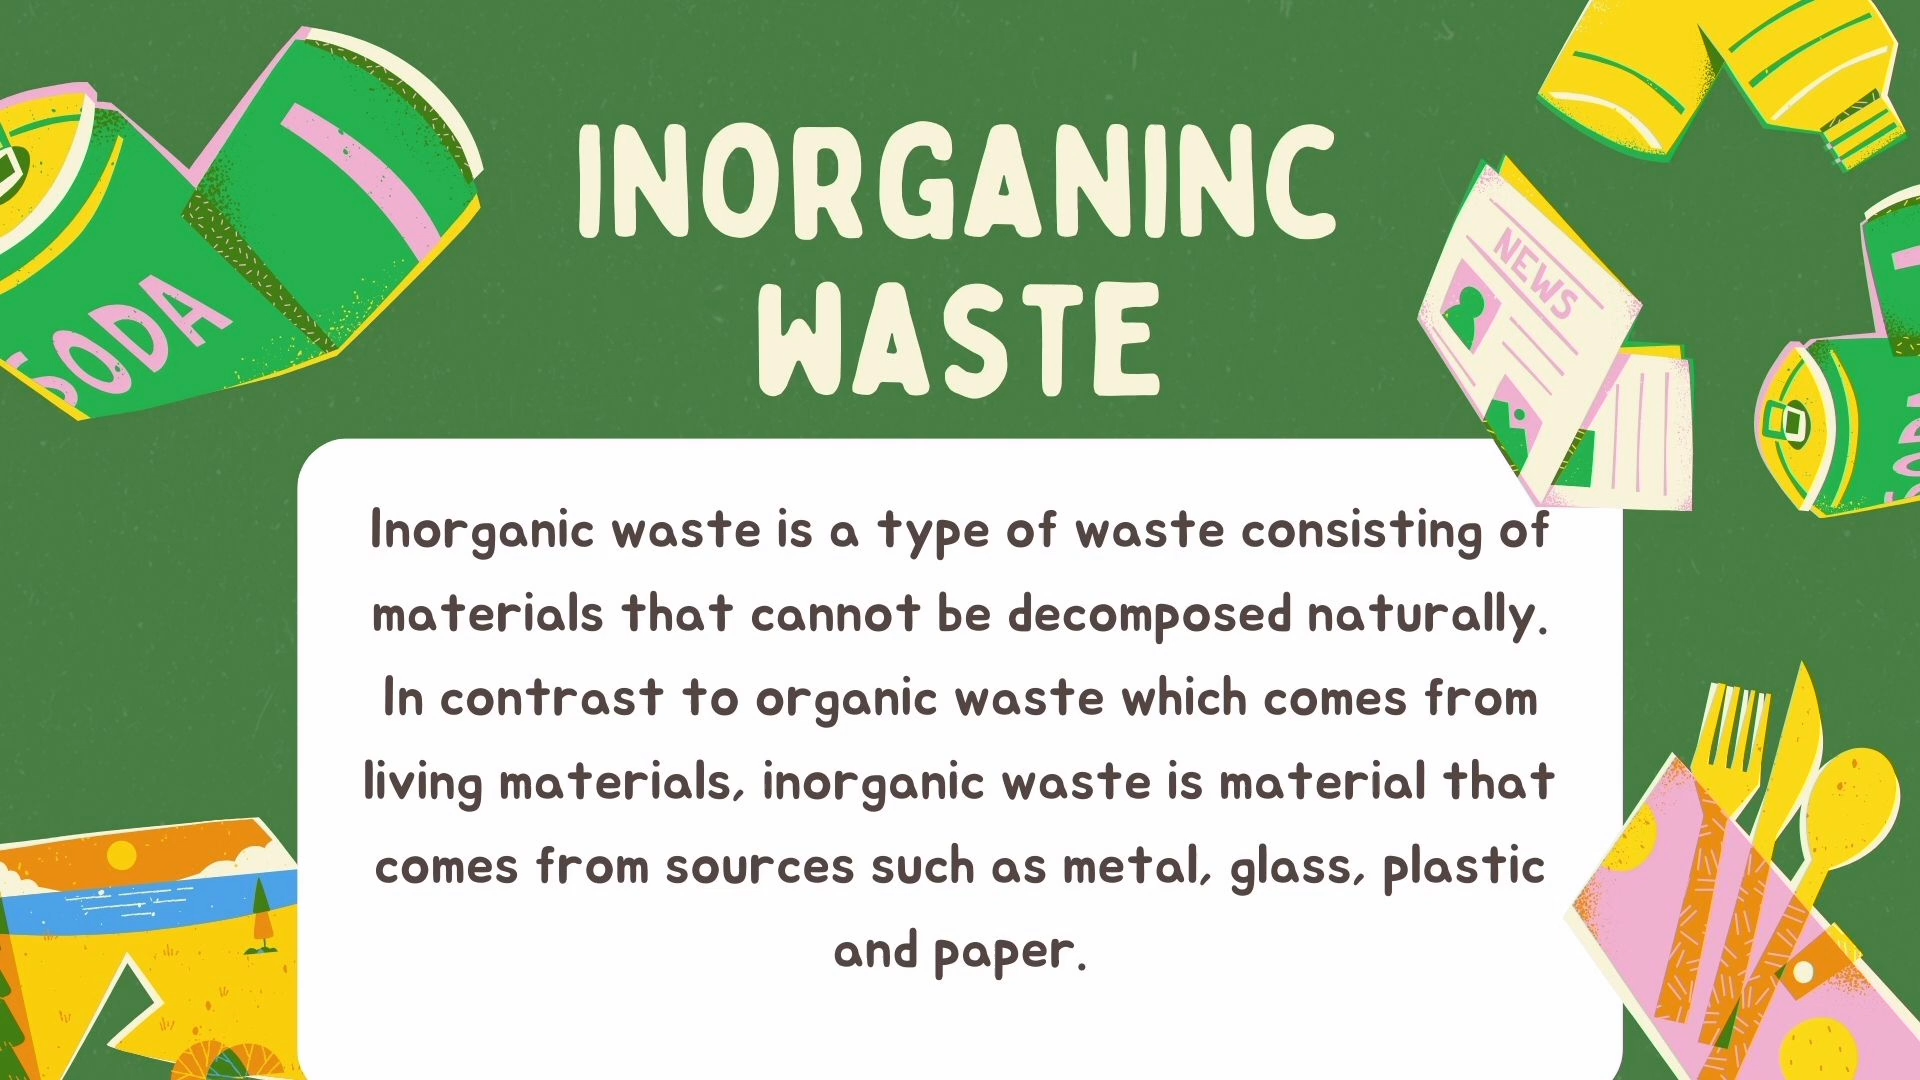 INORGANINC
WASTE
SODA
NEWS
Inorganic waste is a type of waste consisting of
materials that cannot be decomposed naturally.
In contrast to organic waste which comes from
living materials, inorganic waste is material that
comes from sources such as metal, glass, plastic
and paper.